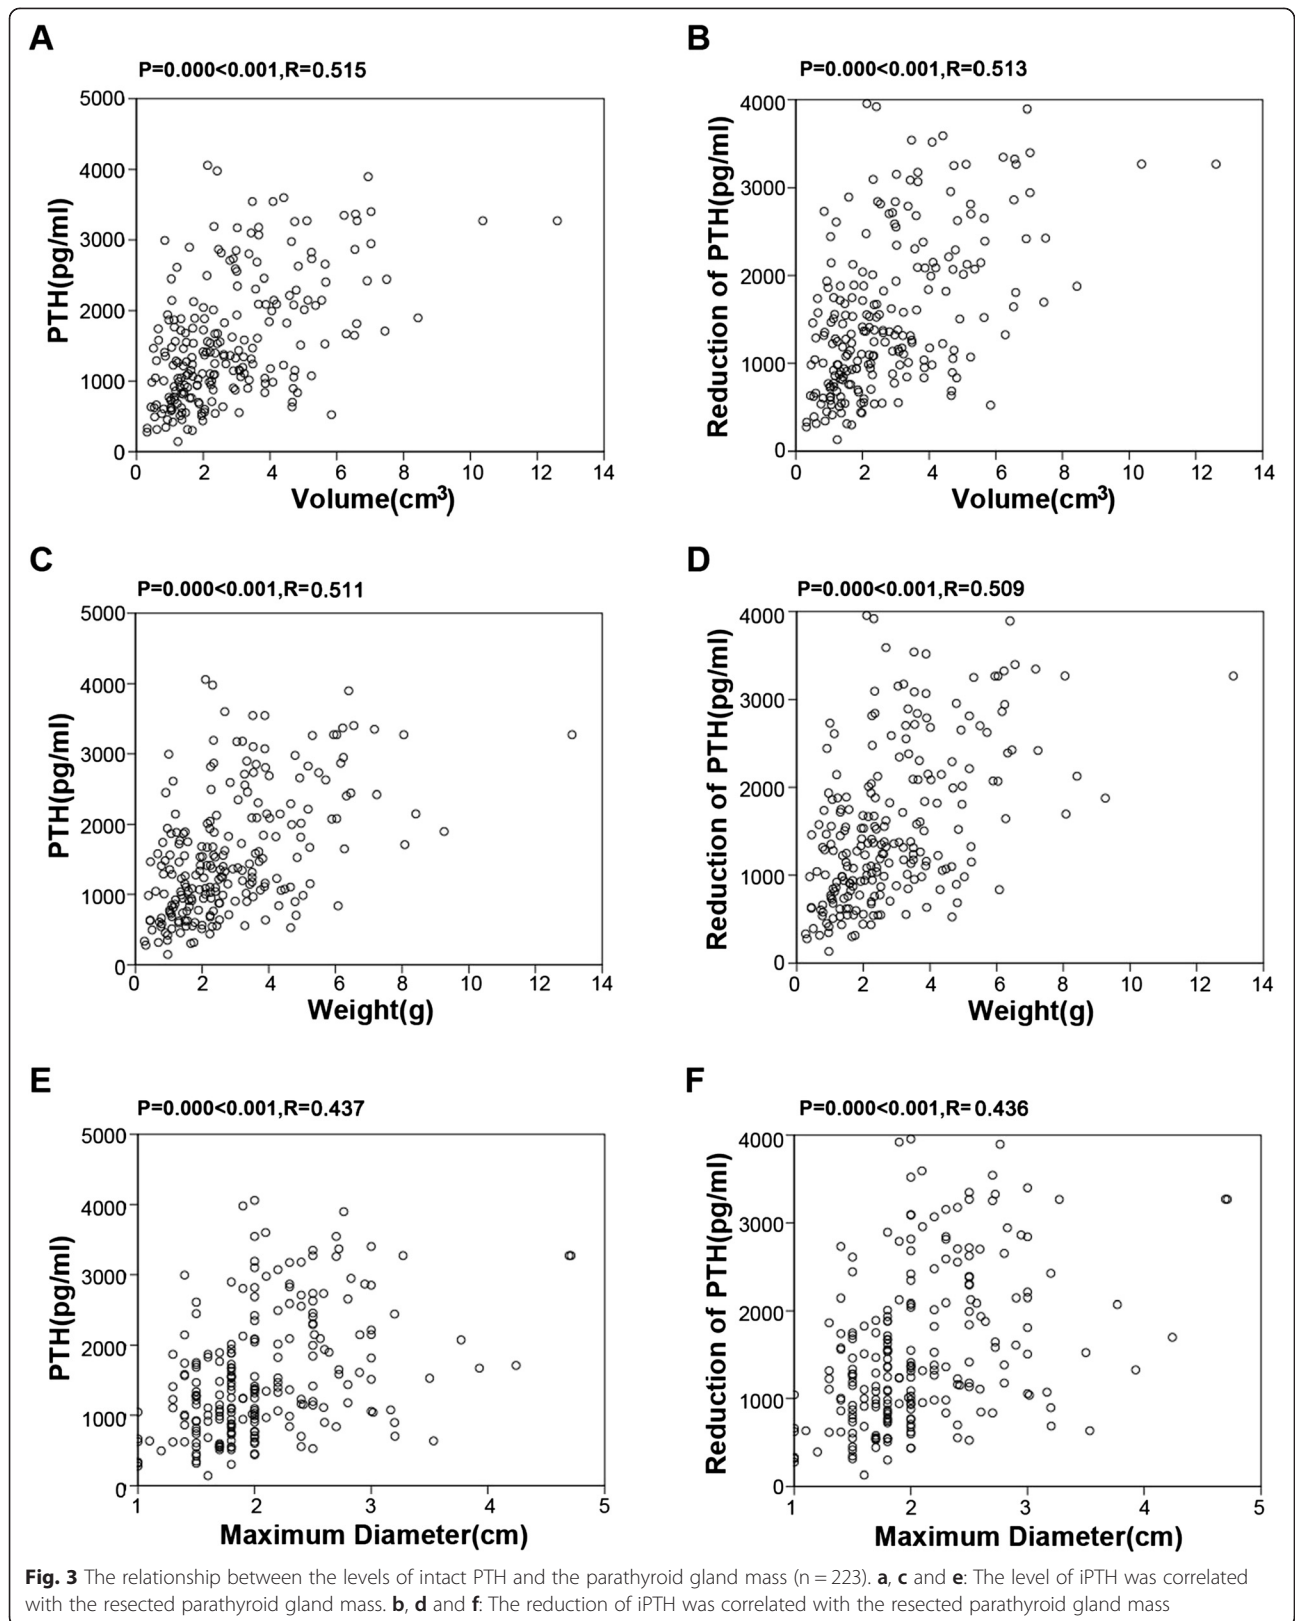 A
P=0.000<0.001,R=0.515
5000
4000
3000
2000
1000
0
PTH(pg/ml)
0 2 4 6 8 10 12 14
Volume(cm³)
B
P=0.000<0.001,R=0.513
4000
3000
2000
1000
0
Reduction of PTH(pg/ml)
0 2 4 6 8 10 12 14
Volume(cm³)
C
P=0.000<0.001,R=0.511
5000
4000
3000
2000
1000
0
PTH(pg/ml)
0 2 4 6 8 10 12 14
Weight(g)
D
P=0.000<0.001,R=0.509
4000
3000
2000
1000
0
Reduction of PTH(pg/ml)
0 2 4 6 8 10 12 14
Weight(g)
E
P=0.000<0.001,R=0.437
5000
4000
3000
2000
1000
0
PTH(pg/ml)
1 2 3 4 5
Maximum Diameter(cm)
F
P=0.000<0.001,R= 0.436
4000
3000
2000
1000
0
Reduction of PTH(pg/ml)
1 2 3 4 5
Maximum Diameter(cm)
Fig. 3 The relationship between the levels of intact PTH and the parathyroid gland mass (n = 223). a, c and e: The level of iPTH was correlated
with the resected parathyroid gland mass. b, d and f: The reduction of iPTH was correlated with the resected parathyroid gland mass